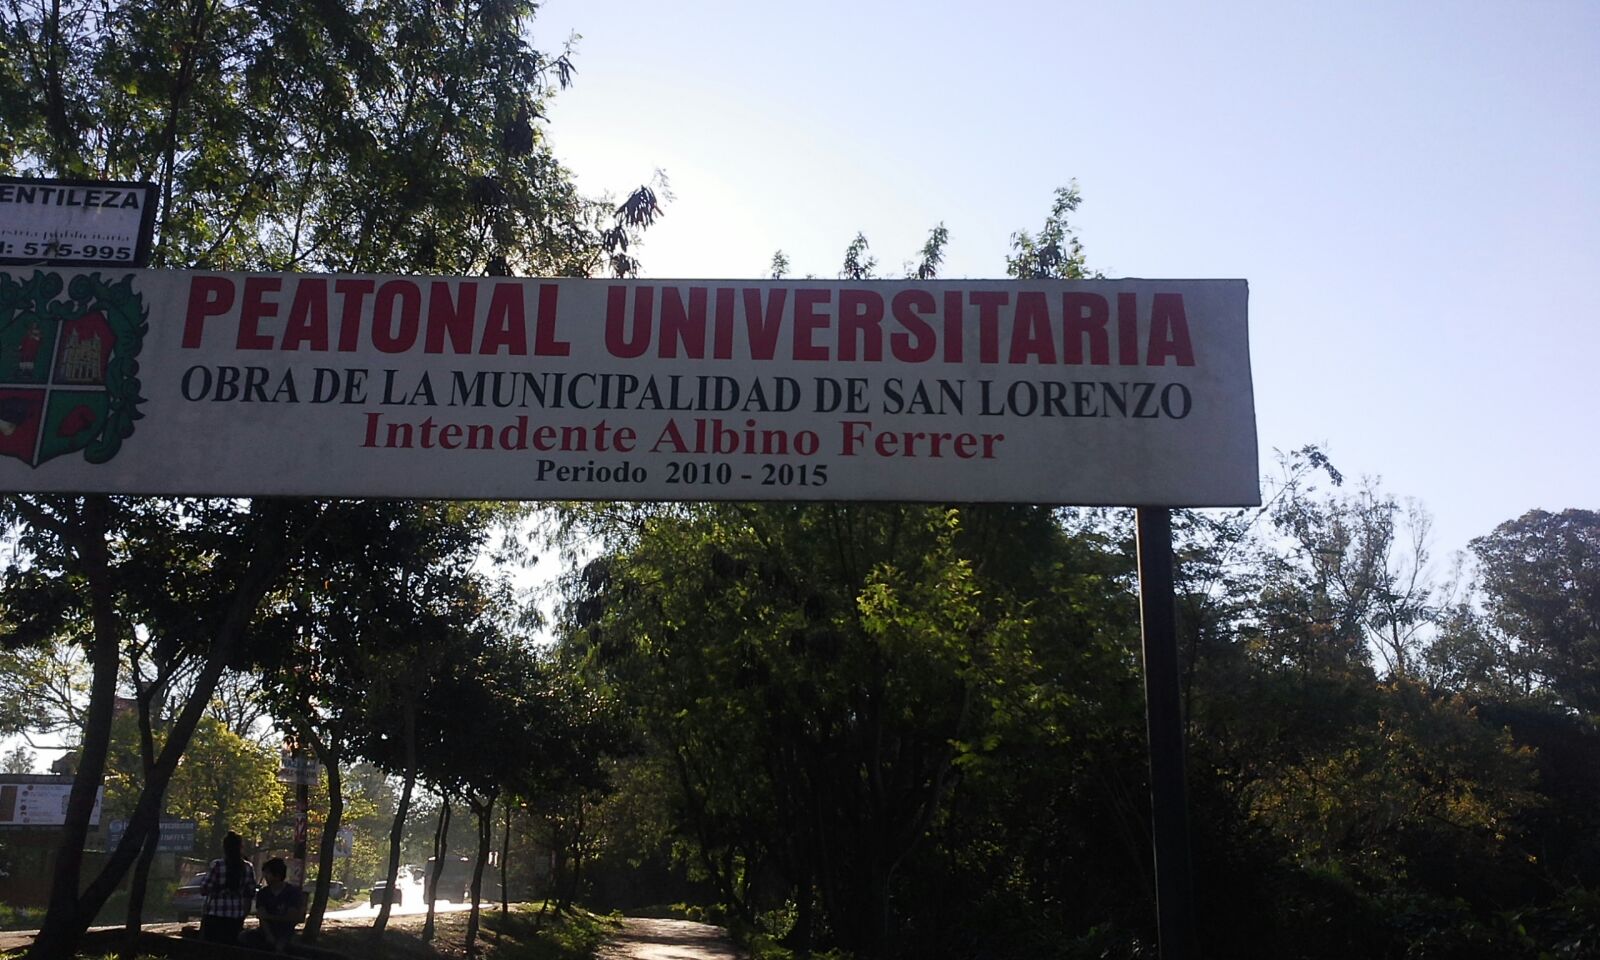 ENTILEZA
575-995
PEATONAL UNIVERSITARIA
OBRA DE LA MUNICIPALIDAD DE SAN LORENZO
Intendente Albino Ferrer
Periodo 2010 - 2015